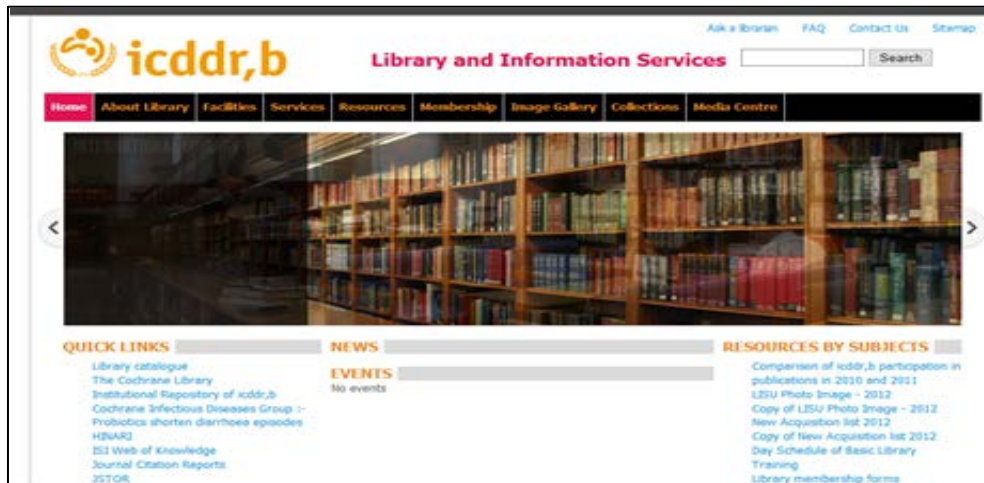 Ask a librarian FAQ Contact Us Sitemap
icddr,b
Library and Information Services
Search
Home About Library Facilities Services Resources Membership Image Gallery Collections Media Centre
QUICK LINKS
Library catalogue
The Cochrane Library
Institutional Repository of icddr,b
Cochrane Infectious Diseases Group :-
Probiotics shorten diarrhoea episodes
HINARI
ISI Web of Knowledge
Journal Citation Reports
JSTOR
NEWS
EVENTS
No events
RESOURCES BY SUBJECTS
Comparison of icddr,b participation in
publications in 2010 and 2011
LISU Photo Image - 2012
Copy of LISU Photo Image - 2012
New Acquisition list 2012
Copy of New Acquisition list 2012
Day Schedule of Basic Library
Training
Library membership forms